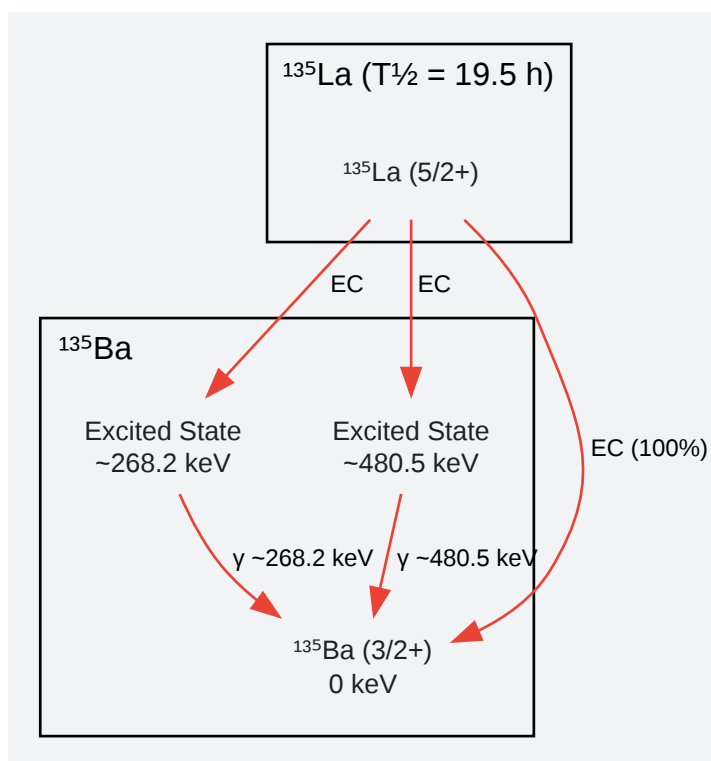 ¹³⁵La (T½ = 19.5 h)
¹³⁵La (5/2+)
EC
EC
¹³⁵Ba
Excited State
~268.2 keV
Excited State
~480.5 keV
EC (100%)
γ ~268.2 keV
γ ~480.5 keV
¹³⁵Ba (3/2+)
0 keV